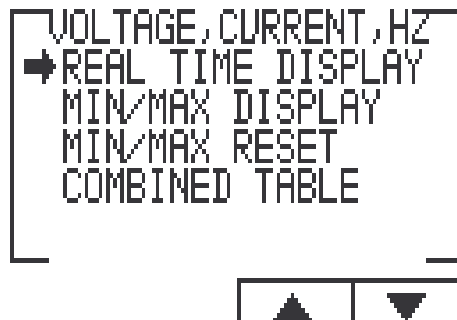 VOLTAGE,CURRENT,HZ
REAL TIME DISPLAY
MIN/MAX DISPLAY
MIN/MAX RESET
COMBINED TABLE